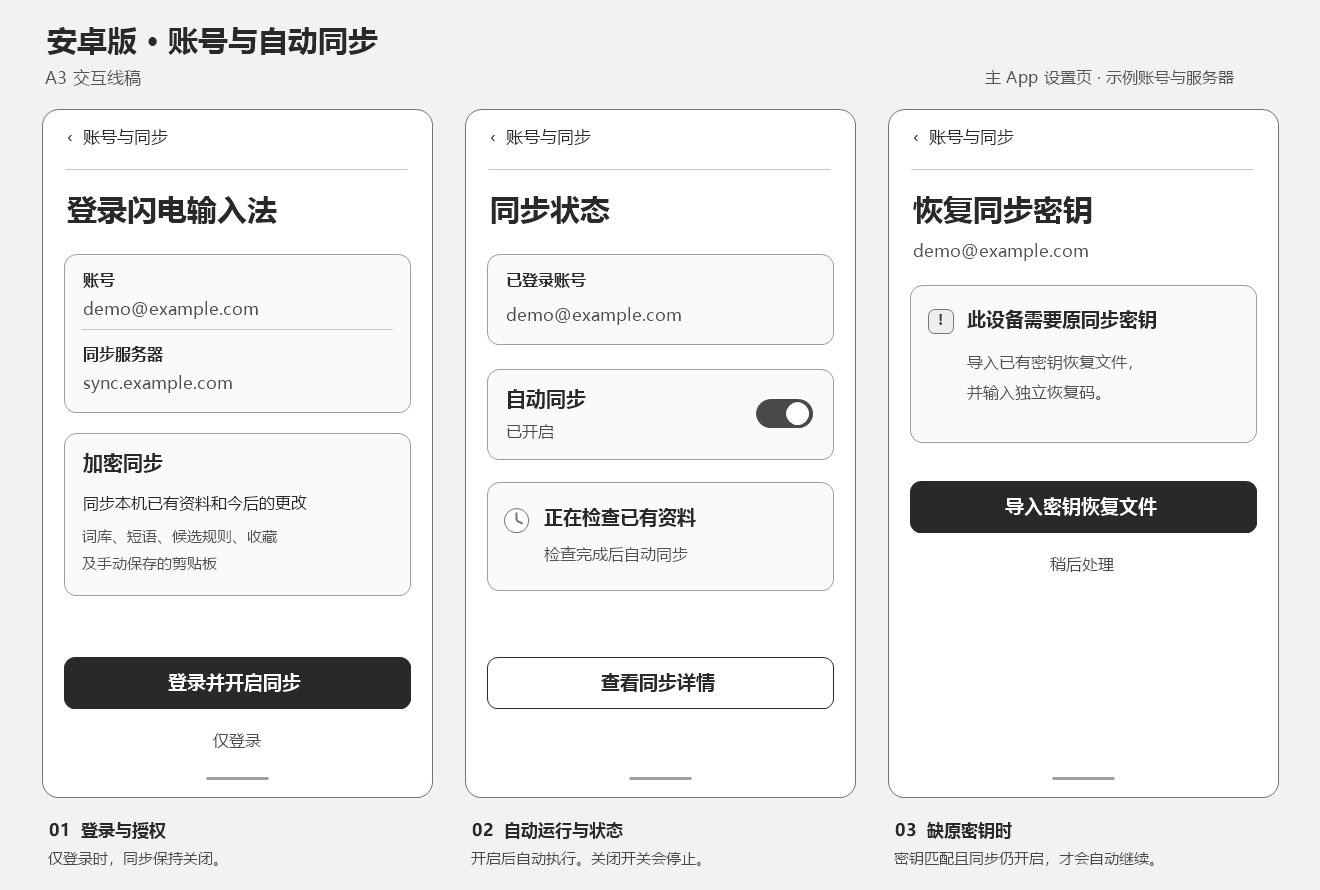 安卓版 • 账号与自动同步
A3 交互线稿
主 App 设置页 · 示例账号与服务器
‹ 账号与同步
登录闪电输入法
账号
demo@example.com
同步服务器
sync.example.com
加密同步
同步本机已有资料和今后的更改
词库、短语、候选规则、收藏
及手动保存的剪贴板
登录并开启同步
仅登录
01 登录与授权
仅登录时，同步保持关闭。
‹ 账号与同步
同步状态
已登录账号
demo@example.com
自动同步
已开启
正在检查已有资料
检查完成后自动同步
查看同步详情
02 自动运行与状态
开启后自动执行。关闭开关会停止。
‹ 账号与同步
恢复同步密钥
demo@example.com
!
此设备需要原同步密钥
导入已有密钥恢复文件，
并输入独立恢复码。
导入密钥恢复文件
稍后处理
03 缺原密钥时
密钥匹配且同步仍开启，才会自动继续。